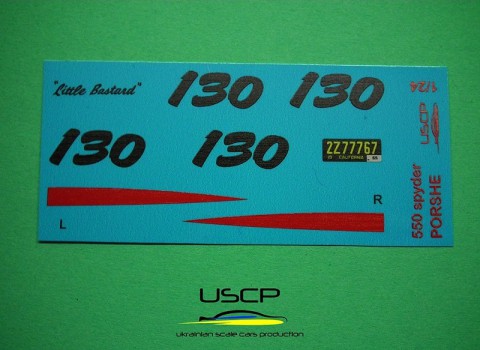 "Little Bastard"
130
130
130
130
2Z77767
CALIFORNIA
L
R
1/24
USCP
550 spyder
PORSHE
USCP
ukrainian scale cars production